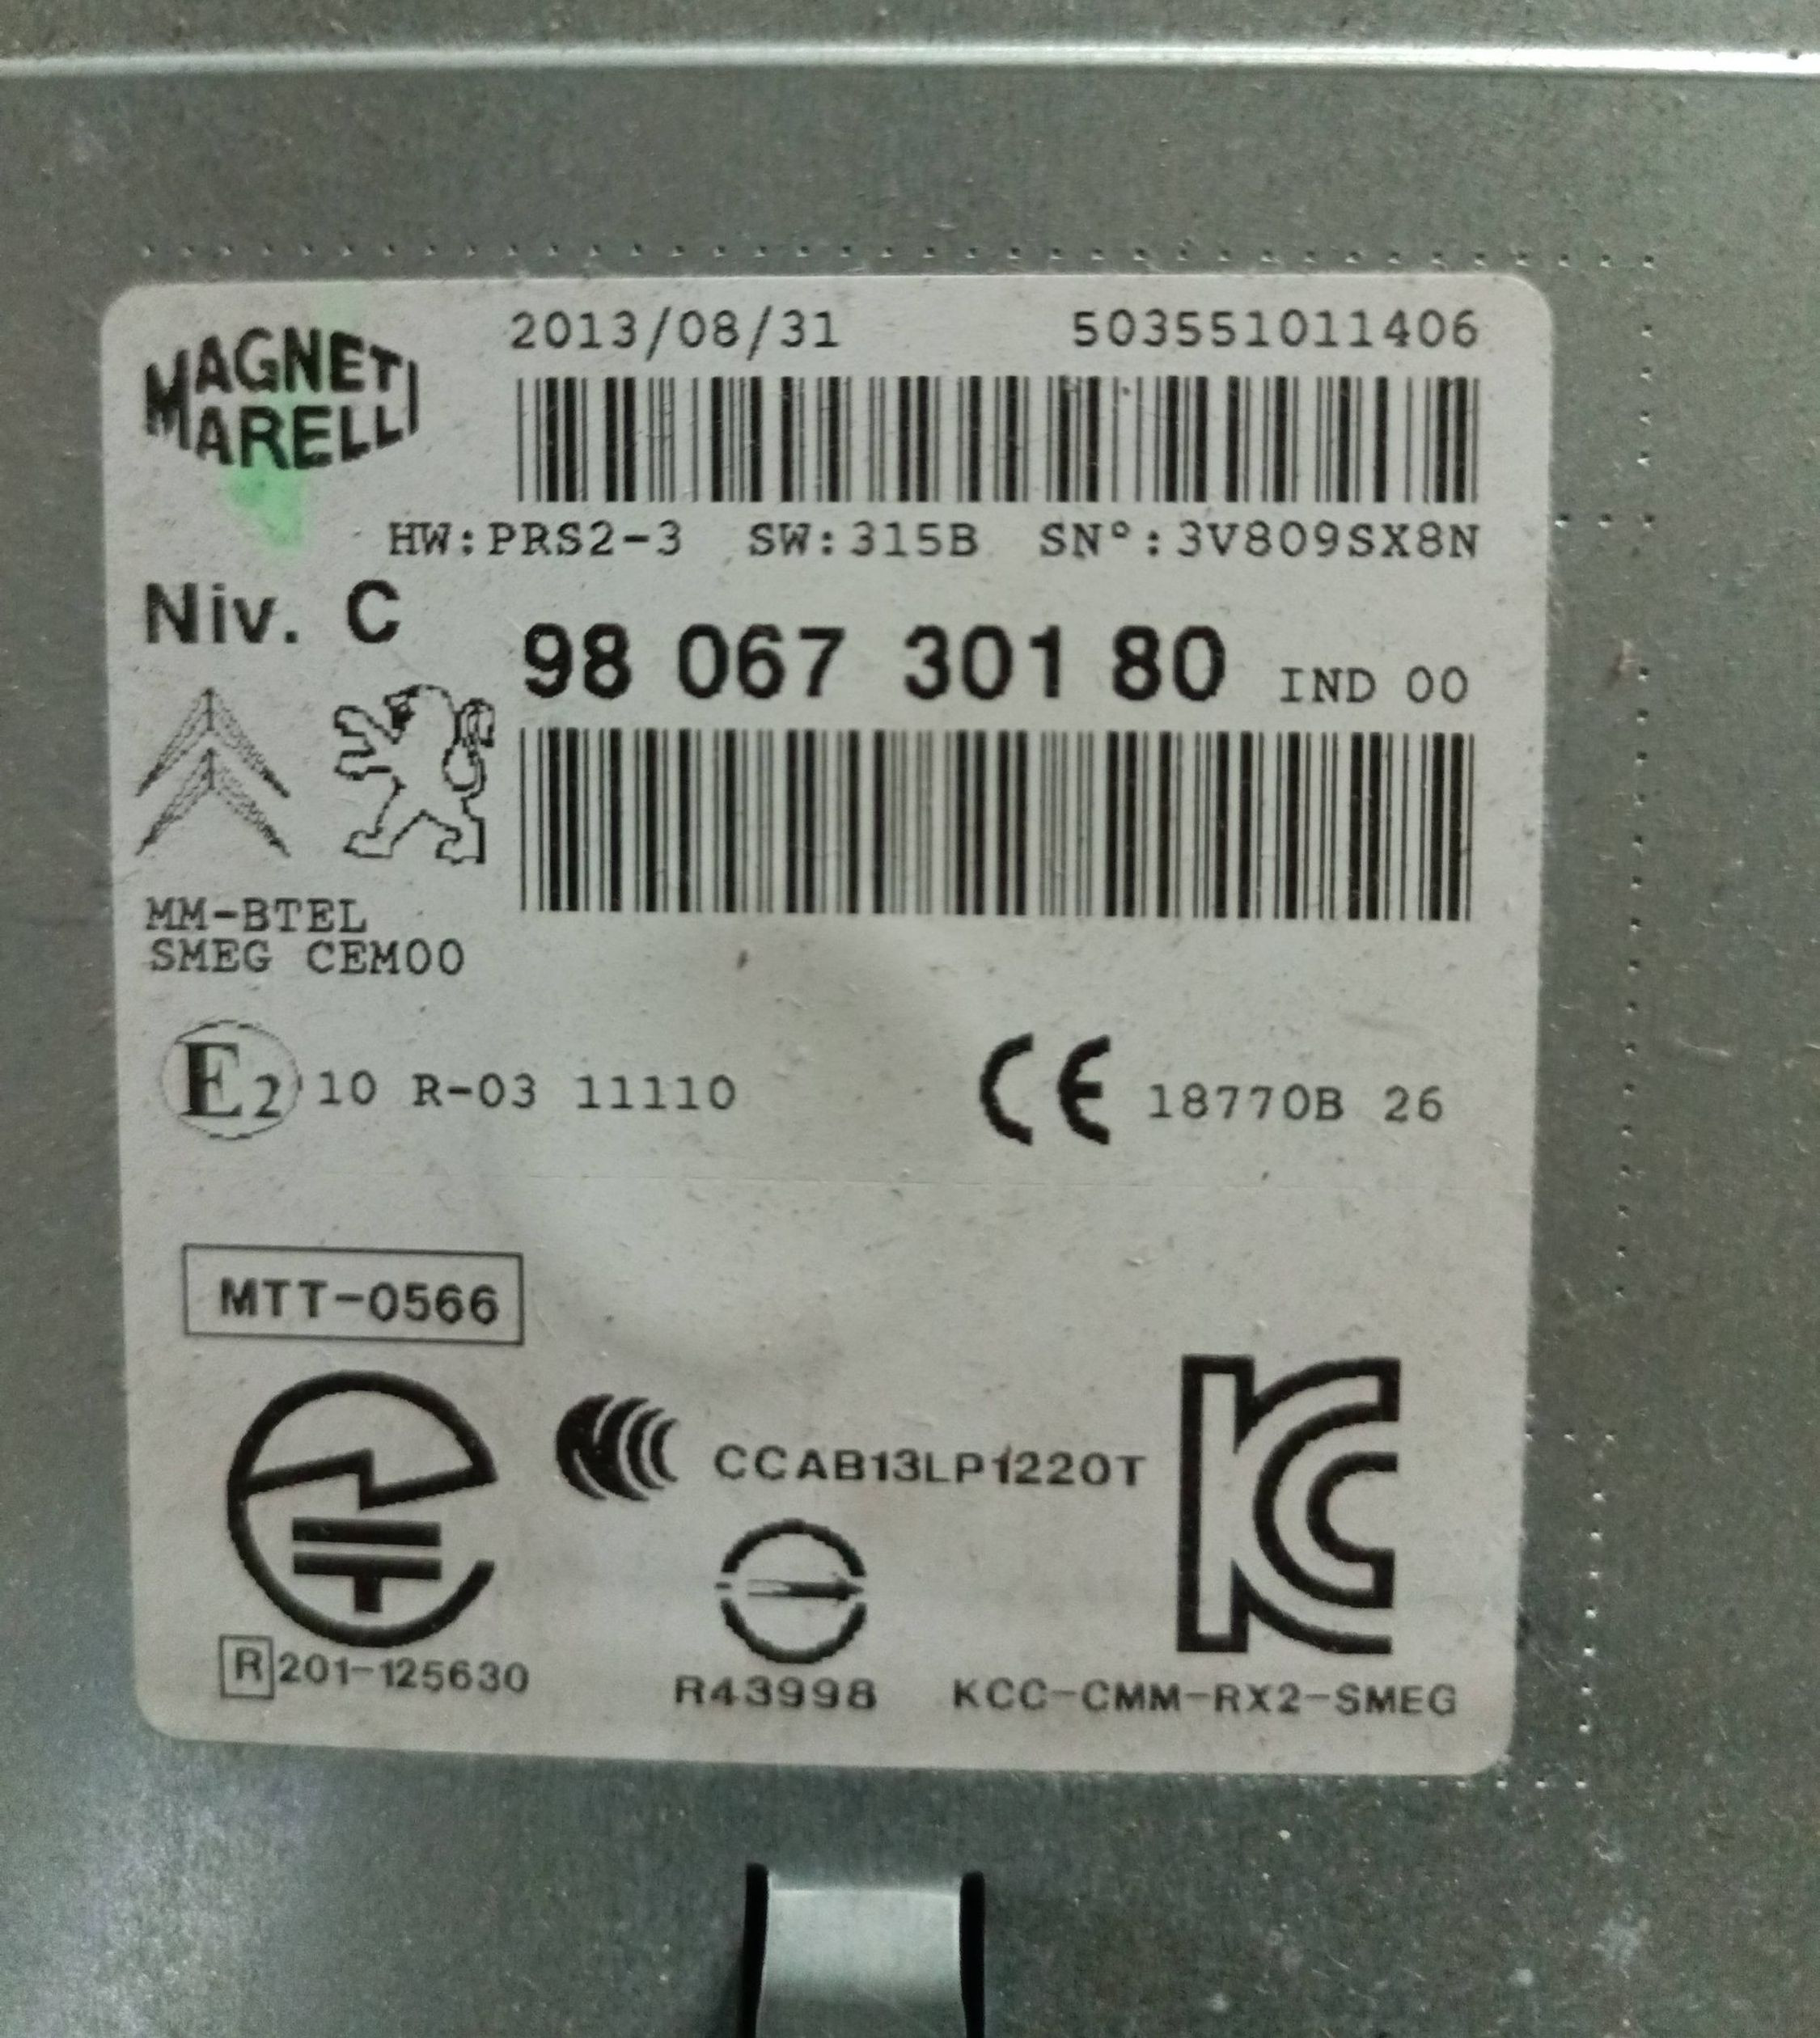 MAGNETI
MARELLI
2013/08/31 503551011406
HW:PRS2-3 SW:315B SN°:3V809SX8N
Niv. C
98 067 301 80 IND 00
MM-BTEL
SMEG CEM00
E2 10 R-03 11110
CE 18770B 26
MTT-0566
CCAB13LP1220T
R 201-125630
R43998
KCC-CMM-RX2-SMEG